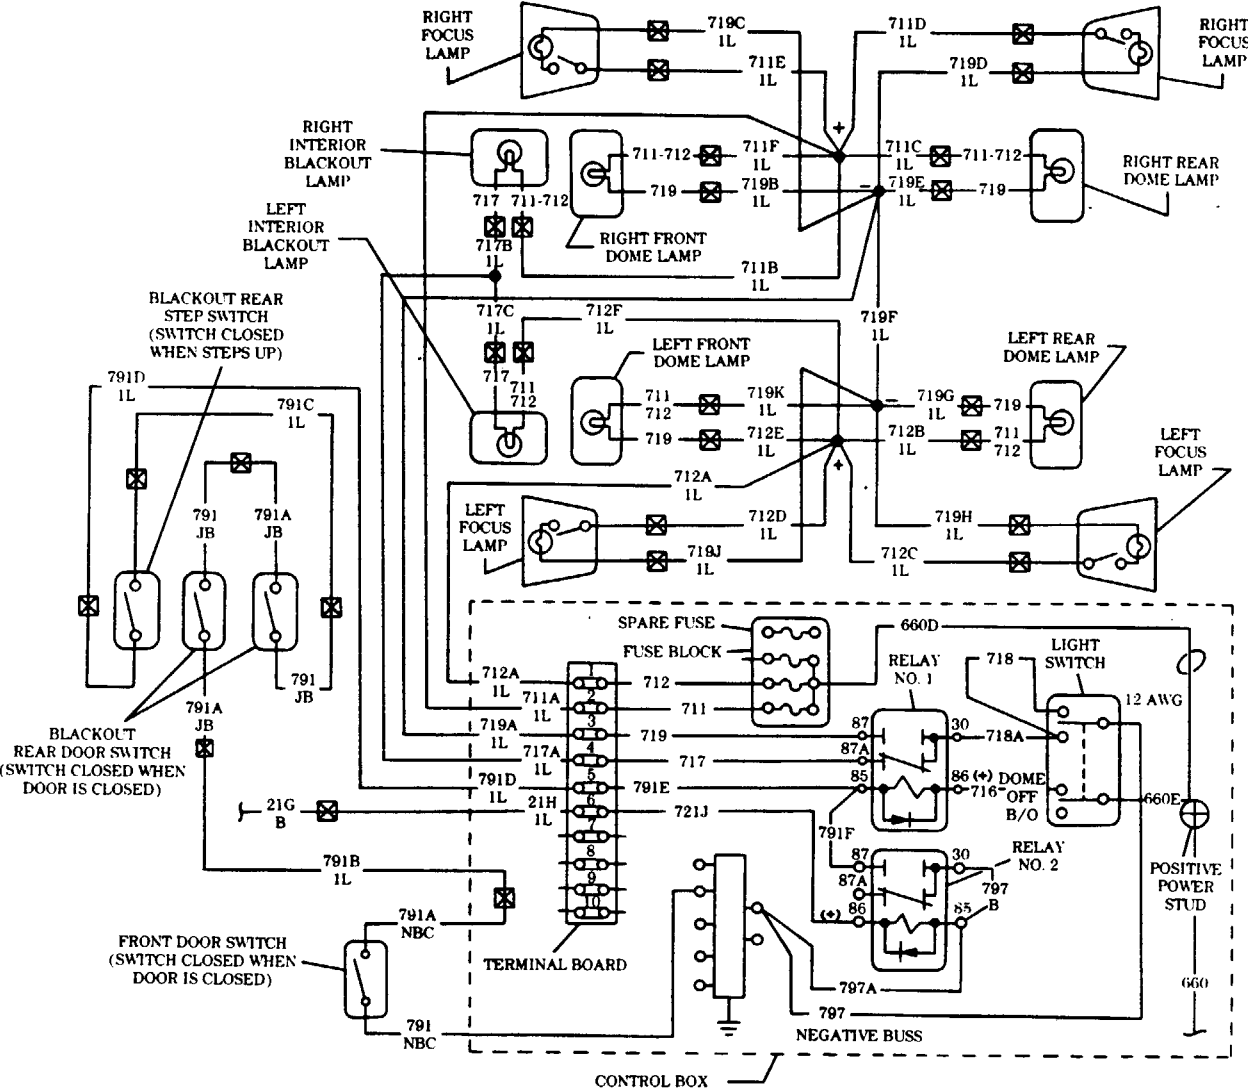 RIGHT
FOCUS
LAMP
719C
1L
711E
1L
711D
1L
719D
1L
RIGHT
FOCUS
LAMP
+
RIGHT
INTERIOR
BLACKOUT
LAMP
711-712
711F
1L
711C
1L
711-712
719
719B
1L
−
719E
1L
719
RIGHT REAR
DOME LAMP
717
711-712
LEFT
INTERIOR
BLACKOUT
LAMP
RIGHT FRONT
DOME LAMP
717B
1L
711B
1L
BLACKOUT REAR
STEP SWITCH
(SWITCH CLOSED
WHEN STEPS UP)
717C
1L
712F
1L
719F
1L
LEFT FRONT
DOME LAMP
LEFT REAR
DOME LAMP
717
711
712
711
712
719K
1L
−
719G
1L
719
719
712E
1L
712B
1L
711
712
+
791D
1L
791C
1L
712A
1L
LEFT
FOCUS
LAMP
791
JB
791A
JB
LEFT
FOCUS
LAMP
712D
1L
719J
1L
719H
1L
712C
1L
SPARE FUSE
FUSE BLOCK
660D
RELAY
NO. 1
718
LIGHT
SWITCH
12 AWG
791
JB
791A
JB
712A
1L
1
712
711A
1L
2
711
719A
1L
3
719
87
30
718A
717A
1L
4
717
87A
791D
1L
5
791E
85
86 (+)
716
DOME
OFF
B/O
660E
BLACKOUT
REAR DOOR SWITCH
(SWITCH CLOSED WHEN
DOOR IS CLOSED)
21G
B
21H
1L
6
721J
7
8
9
10
791F
87
30
RELAY
NO. 2
87A
797
B
(+)
86
85
POSITIVE
POWER
STUD
791B
1L
791A
NBC
FRONT DOOR SWITCH
(SWITCH CLOSED WHEN
DOOR IS CLOSED)
TERMINAL BOARD
797A
660
797
NEGATIVE BUSS
791
NBC
CONTROL BOX